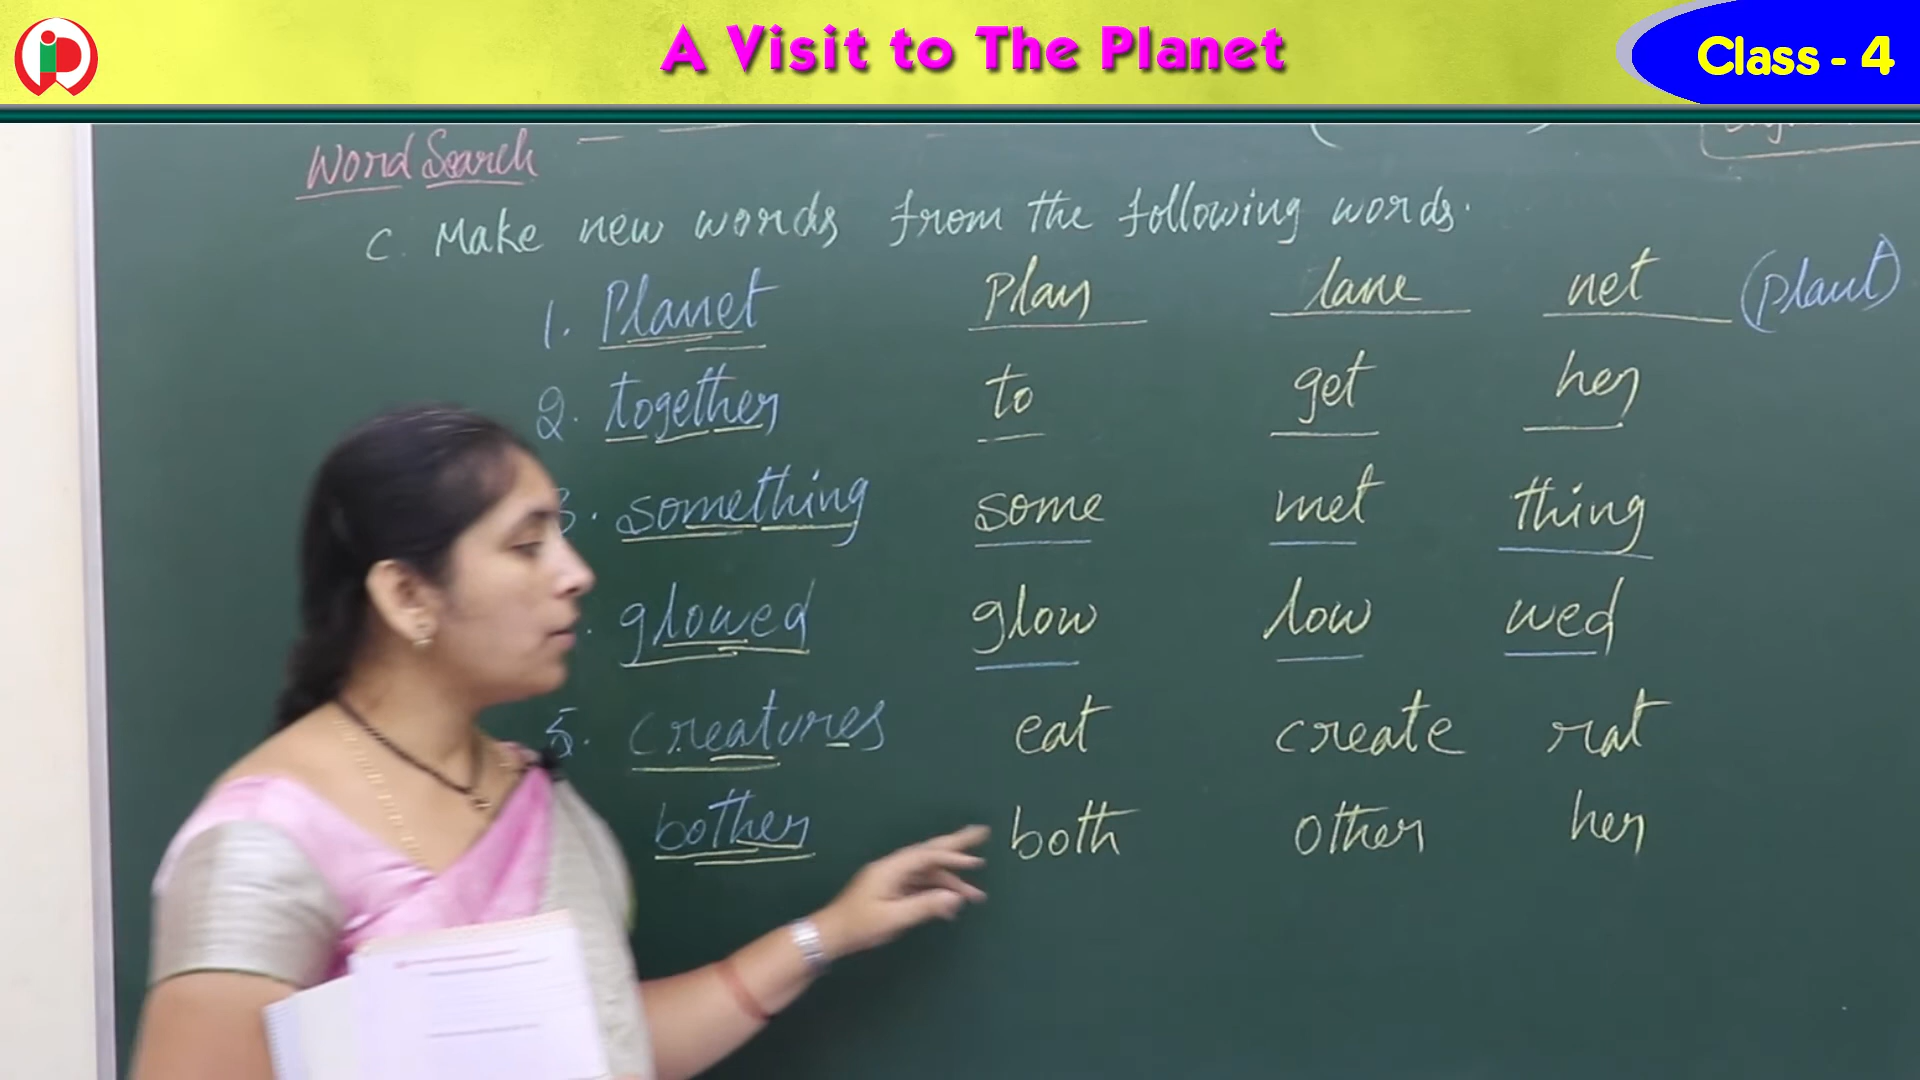 A Visit to The Planet
Class - 4
Word Search
C. Make new words from the following words.
1. Planet Plan lane net (plant)
2. together to get her
3. something some met thing
glowed glow low wed
5. creatures eat create rat
bother both other her